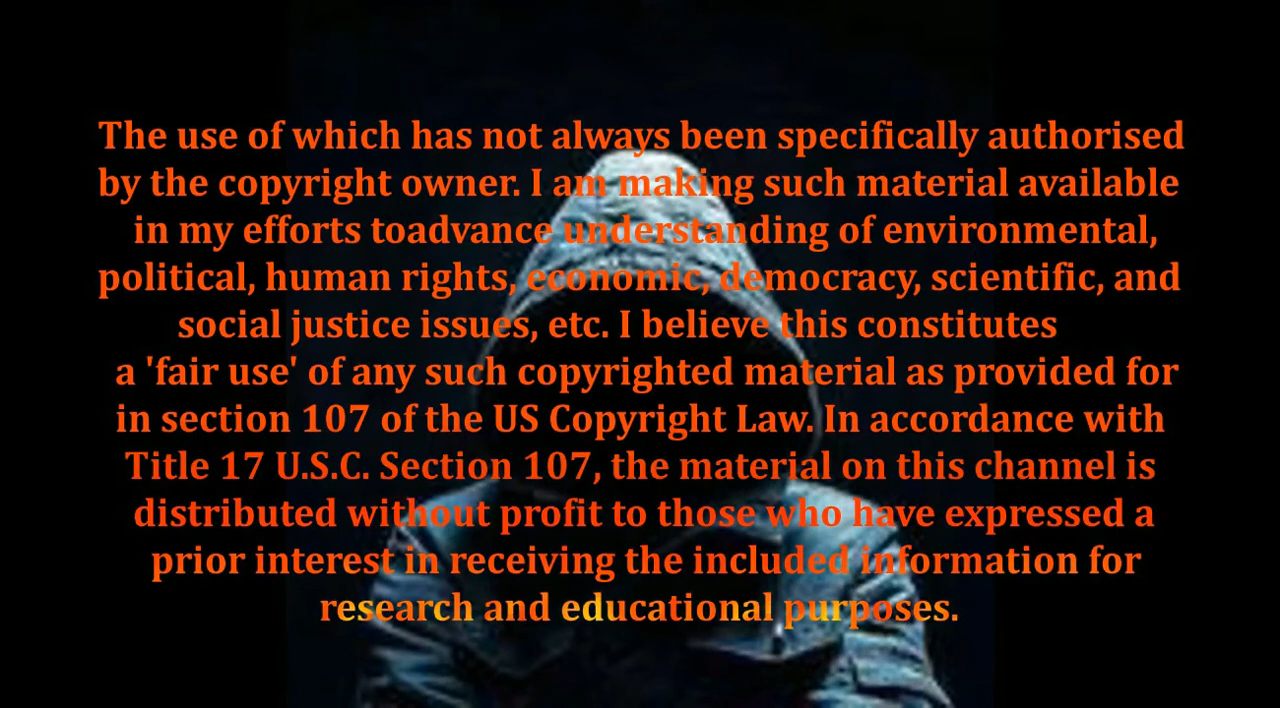 The use of which has not always been specifically authorised
by the copyright owner. I am making such material available
in my efforts toadvance understanding of environmental,
political, human rights, economic, democracy, scientific, and
social justice issues, etc. I believe this constitutes
a 'fair use' of any such copyrighted material as provided for
in section 107 of the US Copyright Law. In accordance with
Title 17 U.S.C. Section 107, the material on this channel is
distributed without profit to those who have expressed a
prior interest in receiving the included information for
research and educational purposes.